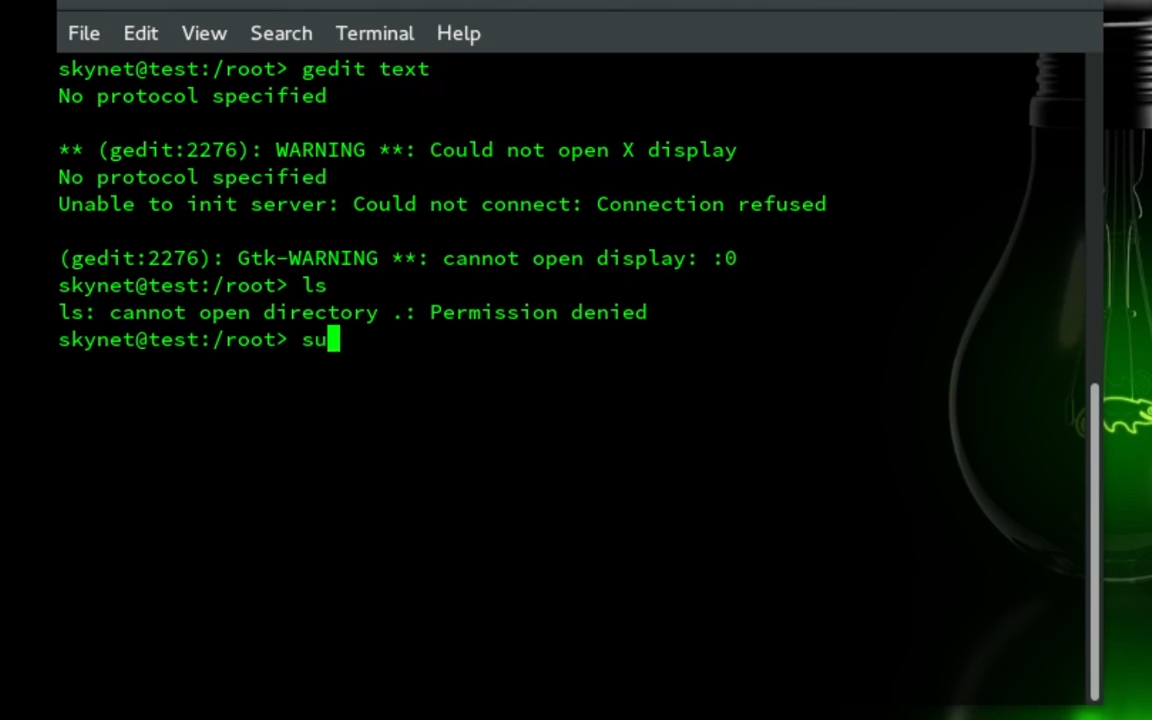 File Edit View Search Terminal Help
skynet@test:/root> gedit text
No protocol specified
** (gedit:2276): WARNING **: Could not open X display
No protocol specified
Unable to init server: Could not connect: Connection refused
(gedit:2276): Gtk-WARNING **: cannot open display: :0
skynet@test:/root> ls
ls: cannot open directory .: Permission denied
skynet@test:/root> su